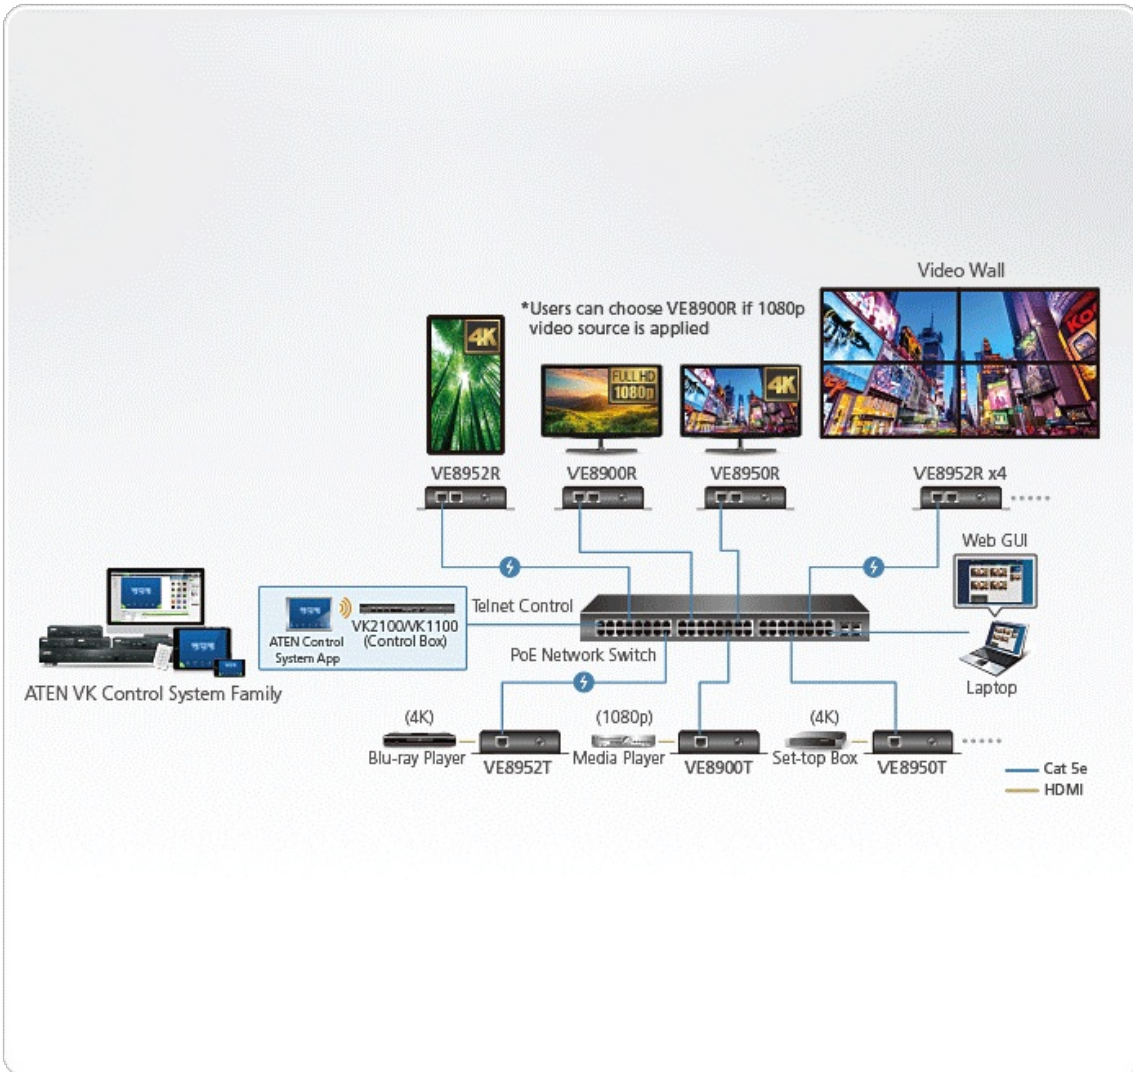 Video Wall
*Users can choose VE8900R if 1080p
video source is applied
4K
FULL HD
1080p
4K
VE8952R
VE8900R
VE8950R
VE8952R x4
Web GUI
Telnet Control
VK2100/VK1100
(Control Box)
ATEN Control
System App
PoE Network Switch
ATEN VK Control System Family
Laptop
(4K)
Blu-ray Player
VE8952T
(1080p)
Media Player
VE8900T
(4K)
Set-top Box
VE8950T
Cat 5e
HDMI